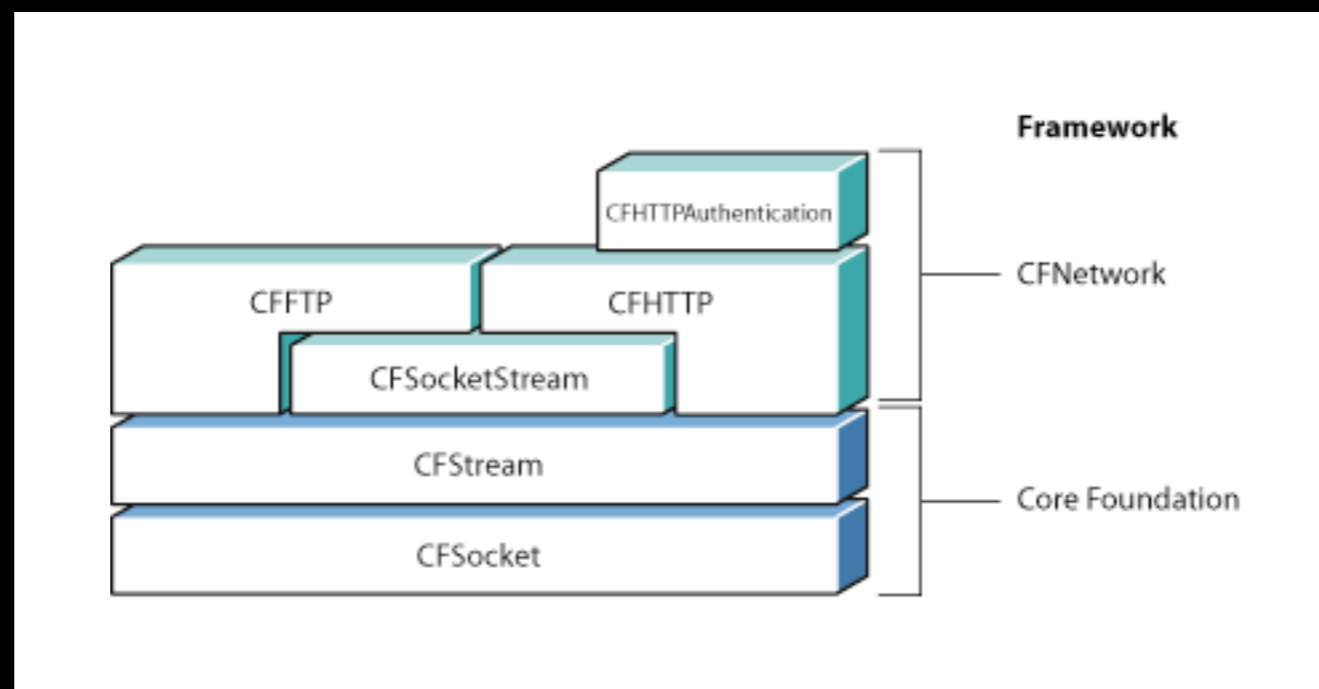 Framework
CFHTTPAuthentication
CFNetwork
CFFTP
CFHTTP
CFSocketStream
CFStream
Core Foundation
CFSocket